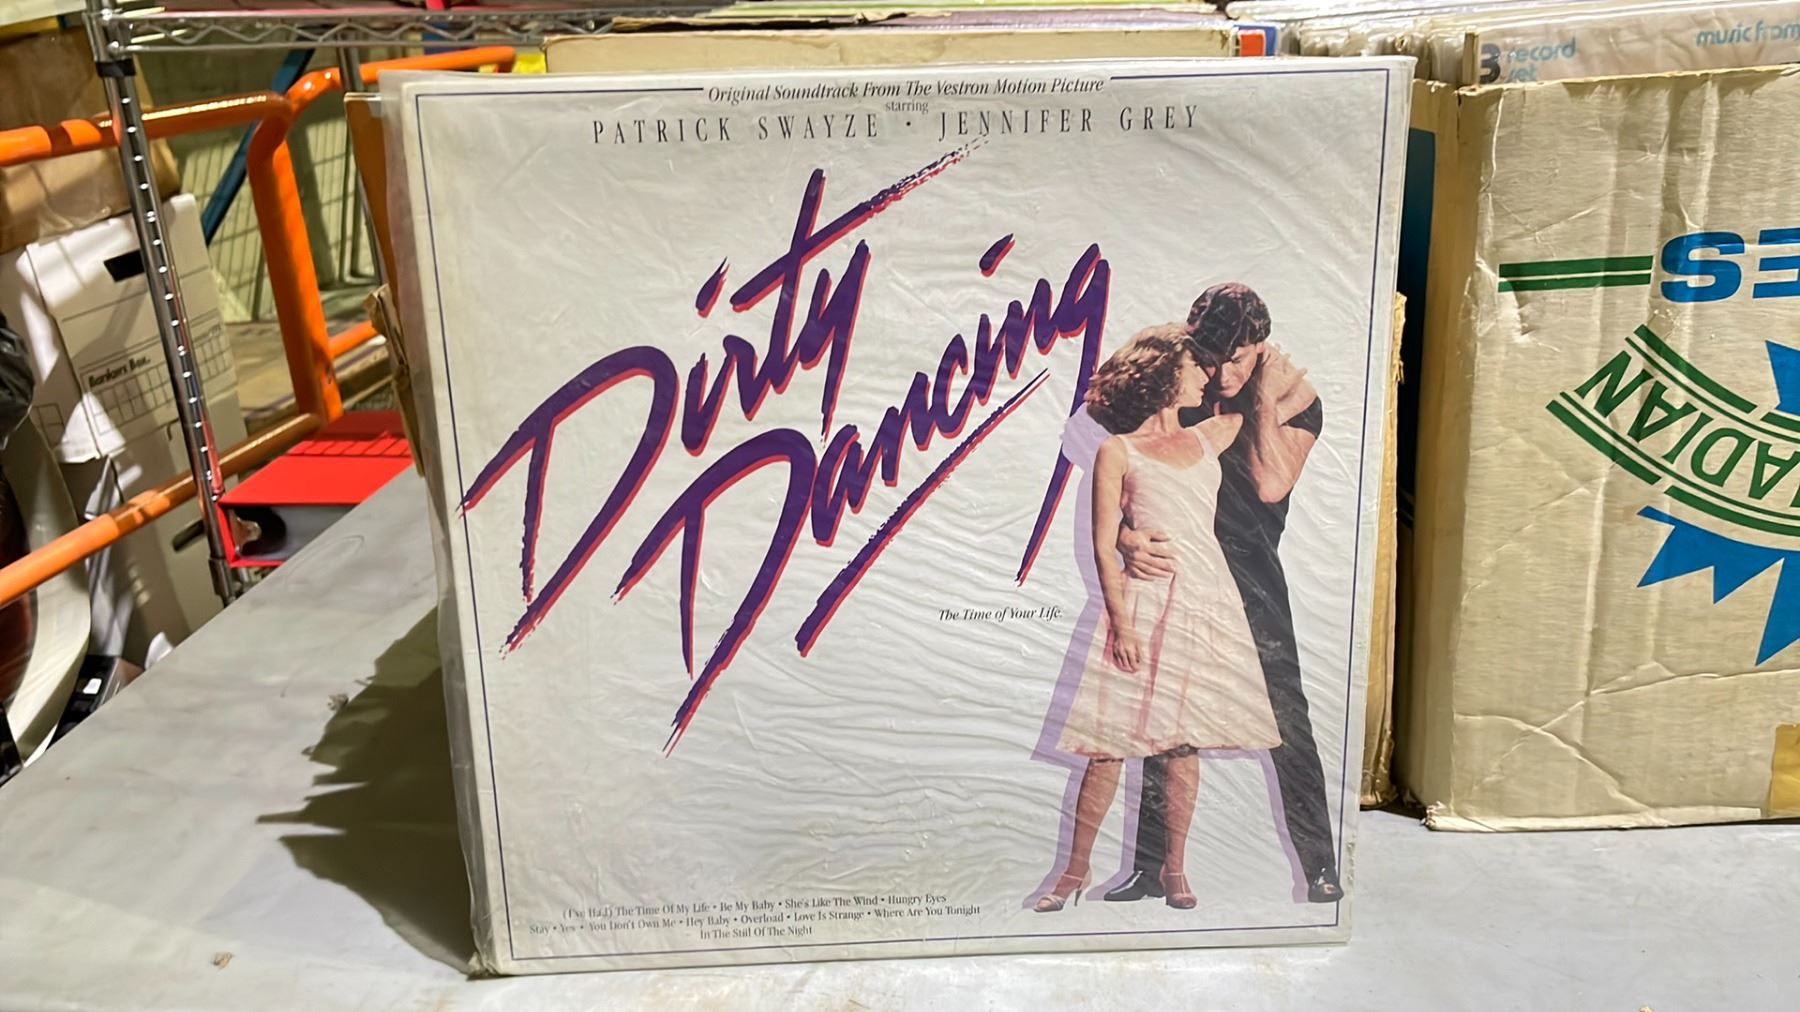 Original Soundtrack From The Vestron Motion Picture
starring
PATRICK SWAYZE • JENNIFER GREY
Dirty
Dancing
The Time of Your Life.
(I've Had) The Time Of My Life • Be My Baby • She's Like The Wind • Hungry Eyes
Stay • Yes • You Don't Own Me • Hey Baby • Overload • Love Is Strange • Where Are You Tonight
In The Still Of The Night
3 record
set
music from
ES
NADIAN
Bankers Box